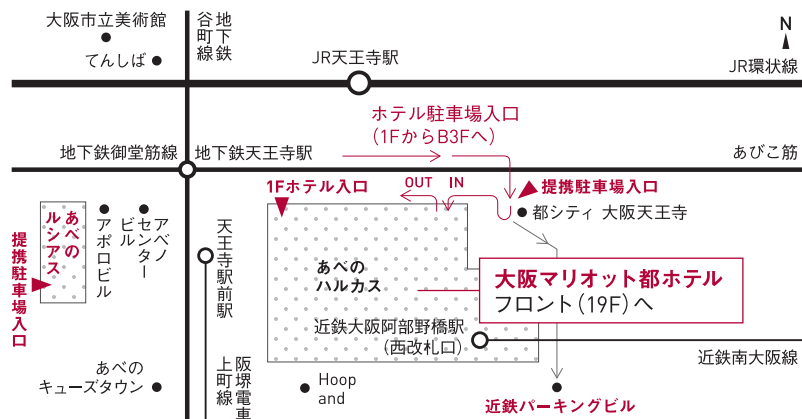 大阪市立美術館
てんしば
地下鉄
谷町線
JR天王寺駅
N
JR環状線
ホテル駐車場入口
(1FからB3Fへ)
地下鉄御堂筋線
地下鉄天王寺駅
あびこ筋
1Fホテル入口
OUT
IN
提携駐車場入口
都シティ 大阪天王寺
あべの
ルシアス
提携駐車場入口
アポロビル
アベノ
センター
ビル
天王寺駅前駅
あべの
ハルカス
大阪マリオット都ホテル
フロント(19F)へ
近鉄大阪阿部野橋駅
(西改札口)
近鉄南大阪線
あべの
キューズタウン
阪堺電車
上町線
Hoop
and
近鉄パーキングビル